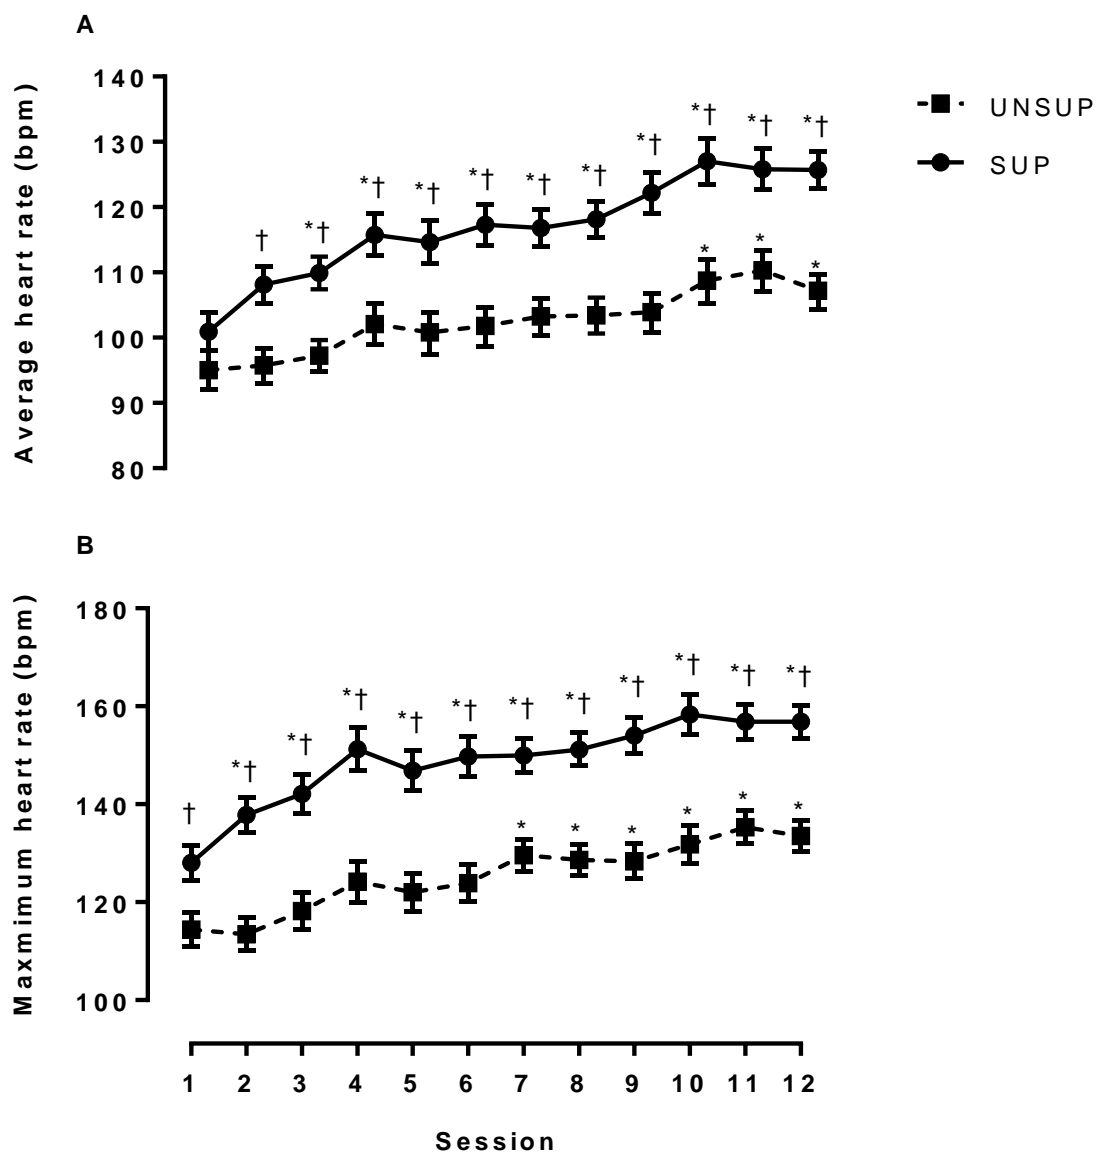 A
Average heart rate (bpm)
140
130
120
110
100
90
80
† *† *† *† *† *† *† *† *† *† *†
* * *
UNSUP
SUP
B
Maxmimum heart rate (bpm)
180
160
140
120
100
† *† *† *† *† *† *† *† *† *† *† *†
* * * * * *
1 2 3 4 5 6 7 8 9 10 11 12
Session